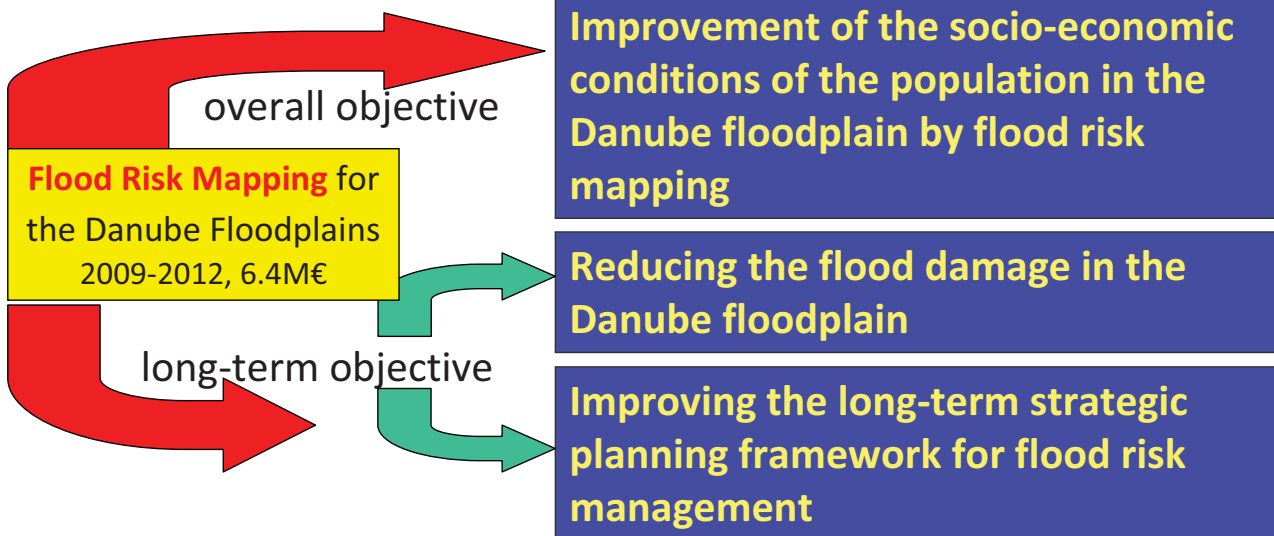 Improvement of the socio-economic
conditions of the population in the
Danube floodplain by flood risk
mapping
overall objective
Flood Risk Mapping for
the Danube Floodplains
2009-2012, 6.4M€
Reducing the flood damage in the
Danube floodplain
long-term objective
Improving the long-term strategic
planning framework for flood risk
management